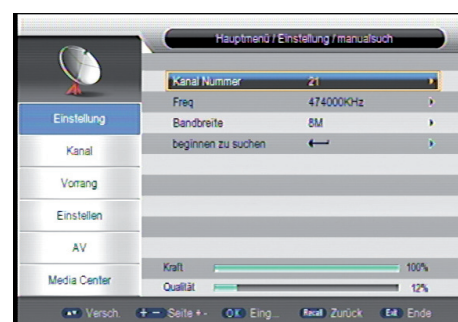 Hauptmenü / Einstellung / manualsuch
Kanal Nummer 21
Freq 474000KHz
Bandbreite 8M
beginnen zu suchen
Einstellung
Kanal
Vorrang
Einstellen
AV
Media Center
Kraft 100%
Qualität 12%
Versch. + - Seite + - OK Eing... Recall Zurück Exit Ende